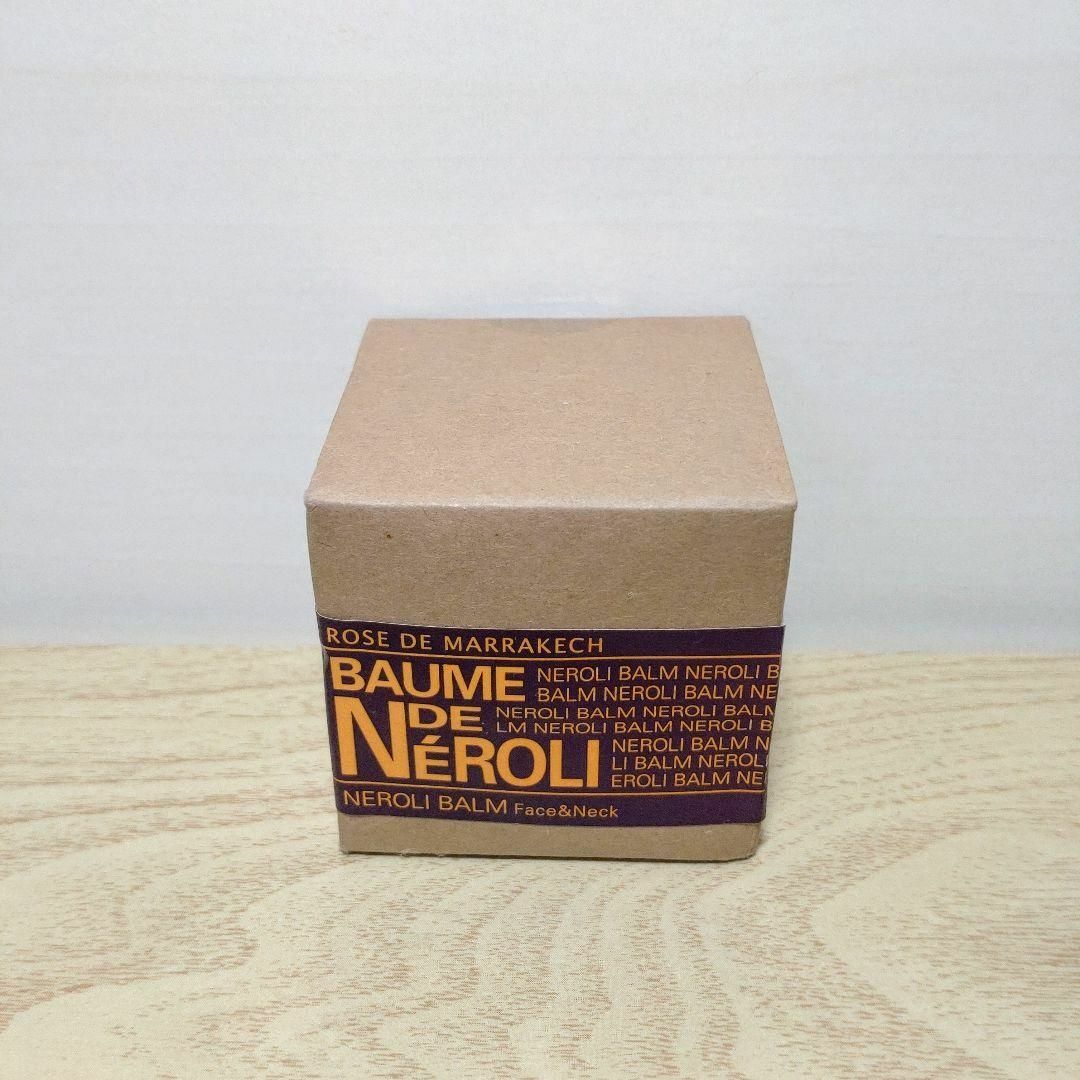 ROSE DE MARRAKECH
BAUME
DE
NÉROLI
NEROLI BALM NEROLI B
BALM NEROLI BALM NE
NEROLI BALM NEROLI BALM
LM NEROLI BALM NEROLI B
NEROLI BALM N
LI BALM NEROLI
EROLI BALM NE
NEROLI BALM Face&Neck